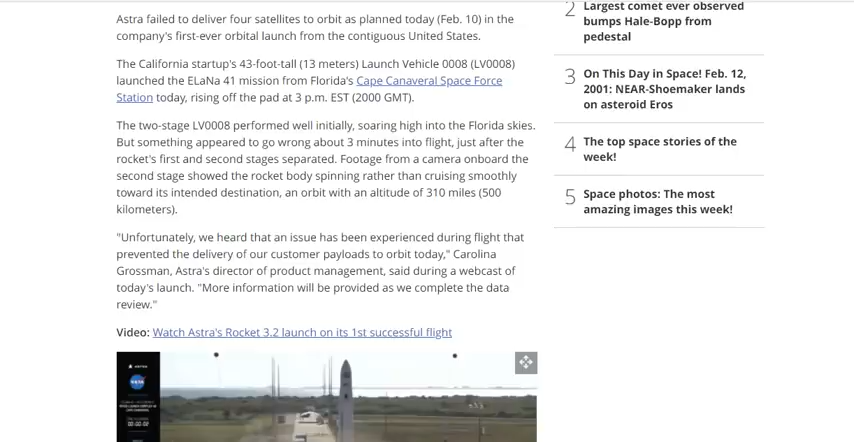 Astra failed to deliver four satellites to orbit as planned today (Feb. 10) in the
company's first-ever orbital launch from the contiguous United States.
The California startup's 43-foot-tall (13 meters) Launch Vehicle 0008 (LV0008)
launched the ELaNa 41 mission from Florida's Cape Canaveral Space Force
Station today, rising off the pad at 3 p.m. EST (2000 GMT).
The two-stage LV0008 performed well initially, soaring high into the Florida skies.
But something appeared to go wrong about 3 minutes into flight, just after the
rocket's first and second stages separated. Footage from a camera onboard the
second stage showed the rocket body spinning rather than cruising smoothly
toward its intended destination, an orbit with an altitude of 310 miles (500
kilometers).
"Unfortunately, we heard that an issue has been experienced during flight that
prevented the delivery of our customer payloads to orbit today," Carolina
Grossman, Astra's director of product management, said during a webcast of
today's launch. "More information will be provided as we complete the data
review."
Video: Watch Astra's Rocket 3.2 launch on its 1st successful flight
ASTRA
NASA
2 Largest comet ever observed
bumps Hale-Bopp from
pedestal
3 On This Day in Space! Feb. 12,
2001: NEAR-Shoemaker lands
on asteroid Eros
4 The top space stories of the
week!
5 Space photos: The most
amazing images this week!